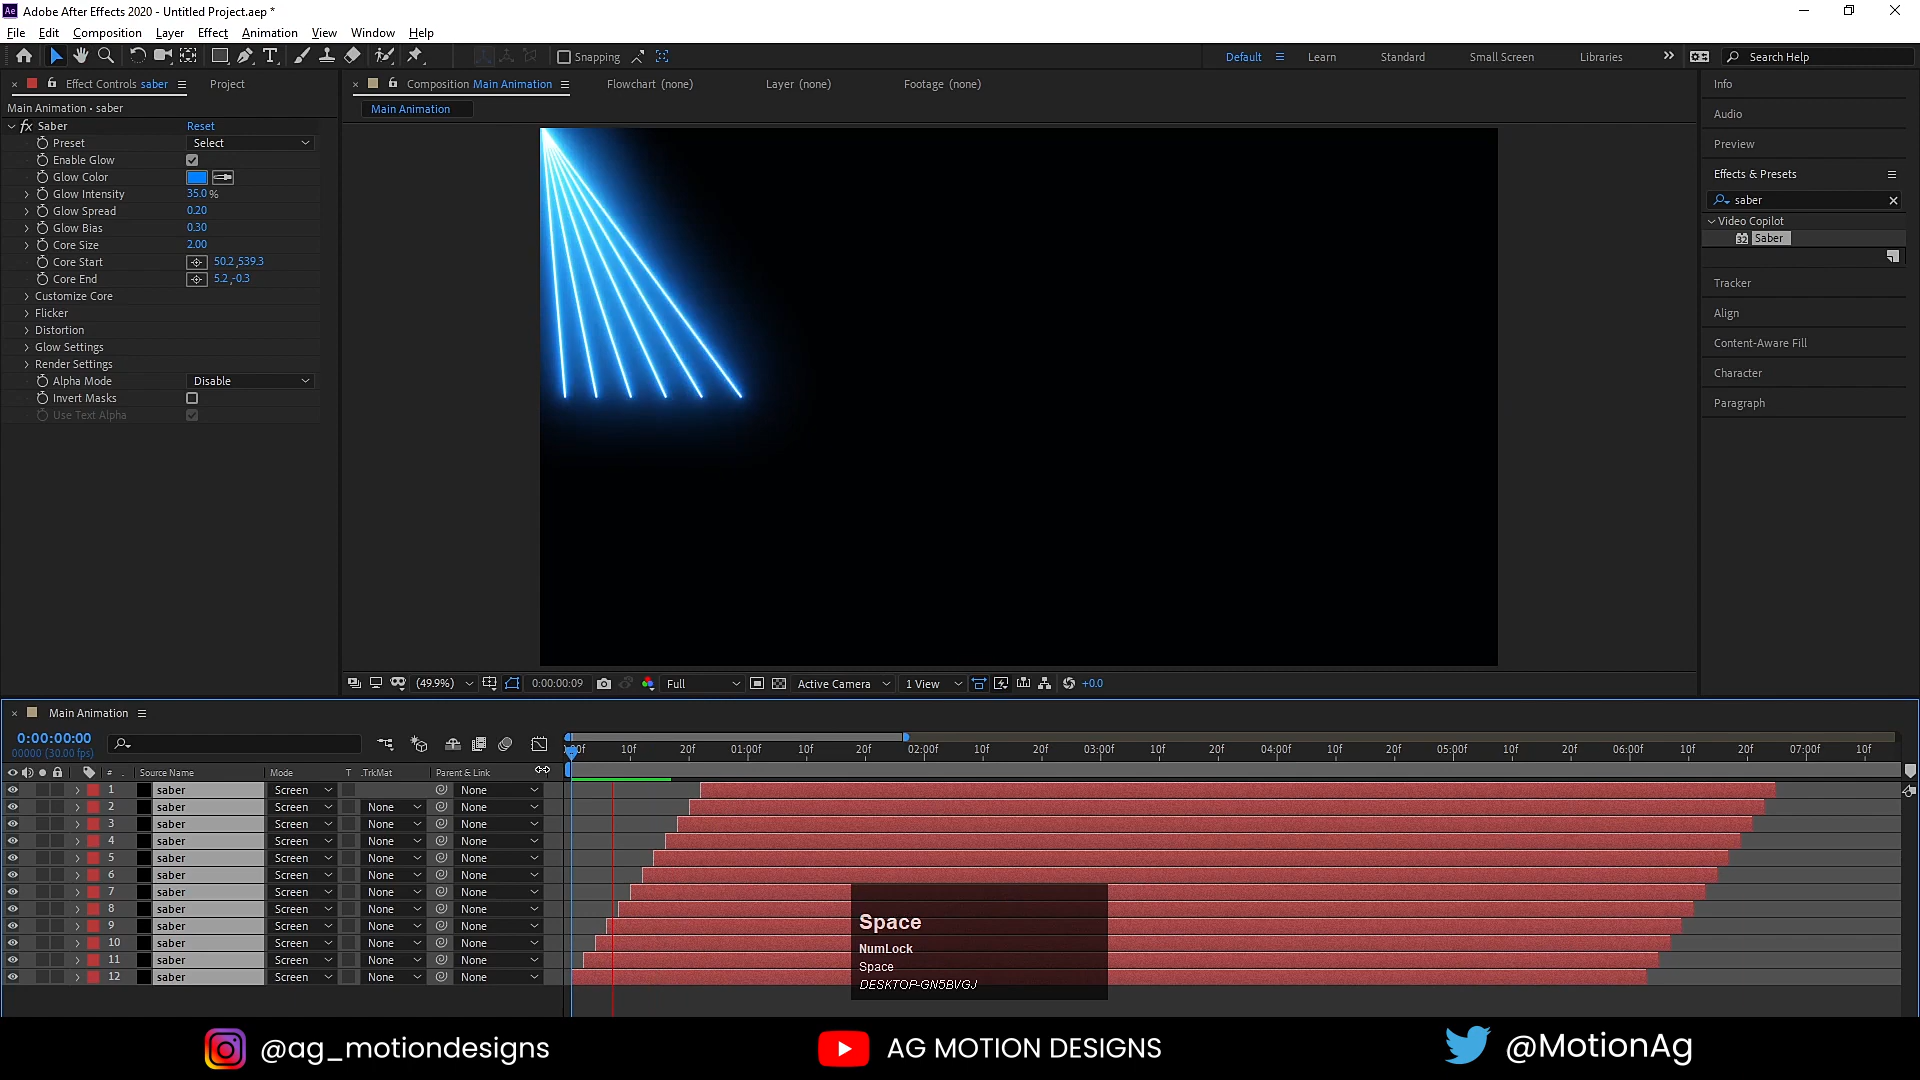 Adobe After Effects 2020 - Untitled Project.aep *
File Edit Composition Layer Effect Animation View Window Help
Snapping Default Learn Standard Small Screen Libraries Search Help
Effect Controls saber Project
Main Animation • saber
fx Saber Reset
Preset Select
Enable Glow
Glow Color
Glow Intensity 35.0 %
Glow Spread 0.20
Glow Bias 0.30
Core Size 2.00
Core Start 50.2,539.3
Core End 5.2,-0.3
Customize Core
Flicker
Distortion
Glow Settings
Render Settings
Alpha Mode Disable
Invert Masks
Use Text Alpha
Composition Main Animation Flowchart (none) Layer (none) Footage (none)
Main Animation
(49.9%) 0:00:00:09 Full Active Camera 1 View +0.0
Info
Audio
Preview
Effects & Presets
saber
Video Copilot
32 Saber
Tracker
Align
Content-Aware Fill
Character
Paragraph
Main Animation
0:00:00:00
00000 (30.00 fps)
10f 20f 01:00f 10f 20f 02:00f 10f 20f 03:00f 10f 20f 04:00f 10f 20f 05:00f 10f 20f 06:00f 10f 20f 07:00f 10f
# Source Name Mode T .TrkMat Parent & Link
1 saber Screen None
2 saber Screen None None
3 saber Screen None None
4 saber Screen None None
5 saber Screen None None
6 saber Screen None None
7 saber Screen None None
8 saber Screen None None
9 saber Screen None None
10 saber Screen None None
11 saber Screen None None
12 saber Screen None None
Space
NumLock
Space
DESKTOP-GN5BVGJ
@ag_motiondesigns AG MOTION DESIGNS @MotionAg